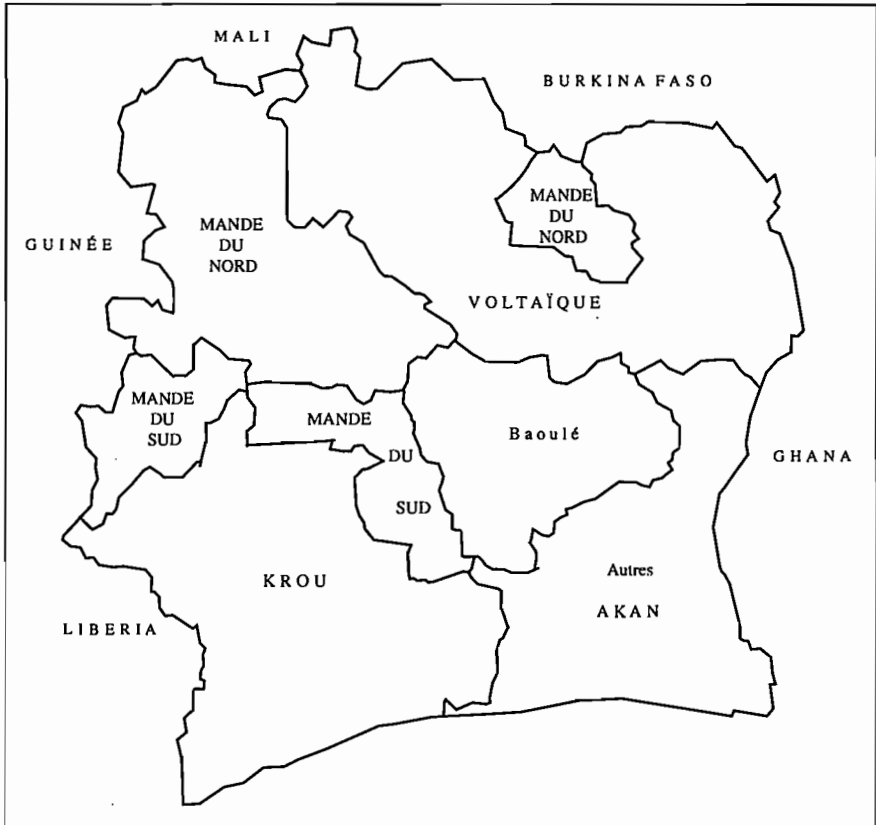 MALI
BURKINA FASO
MANDE
DU
NORD
GUINÉE
MANDE
DU
NORD
VOLTAÏQUE
MANDE
DU
SUD
MANDE
DU
SUD
Baoulé
GHANA
KROU
Autres
AKAN
LIBERIA